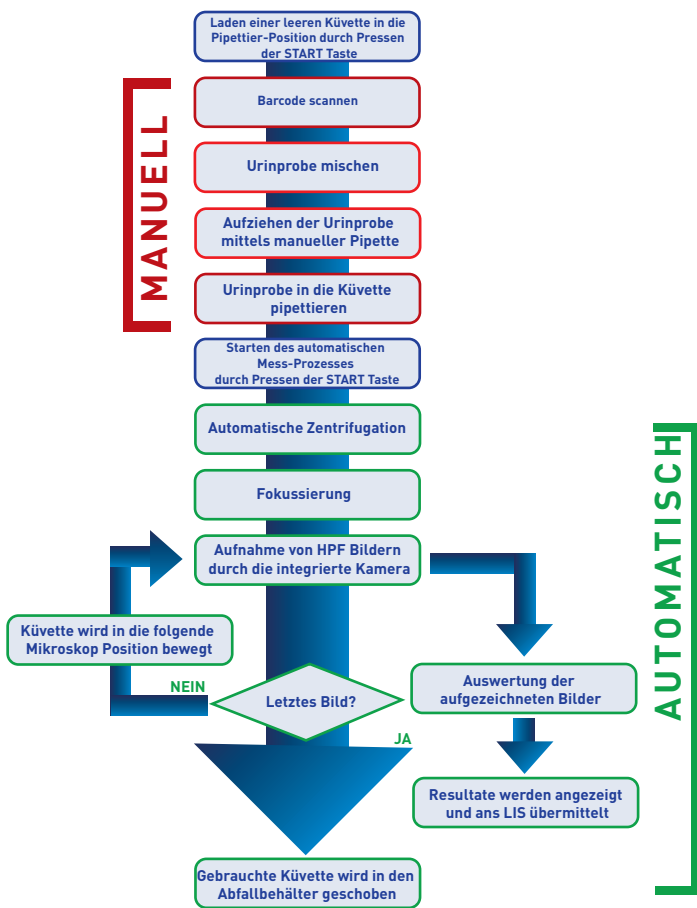 Laden einer leeren Küvette in die
Pipettier-Position durch Pressen
der START Taste
MANUELL
Barcode scannen
Urinprobe mischen
Aufziehen der Urinprobe
mittels manueller Pipette
Urinprobe in die Küvette
pipettieren
Starten des automatischen
Mess-Prozesses
durch Pressen der START Taste
AUTOMATISCH
Automatische Zentrifugation
Fokussierung
Aufnahme von HPF Bildern
durch die integrierte Kamera
Küvette wird in die folgende
Mikroskop Position bewegt
NEIN
Letztes Bild?
JA
Auswertung der
aufgezeichneten Bilder
Resultate werden angezeigt
und ans LIS übermittelt
Gebrauchte Küvette wird in den
Abfallbehälter geschoben